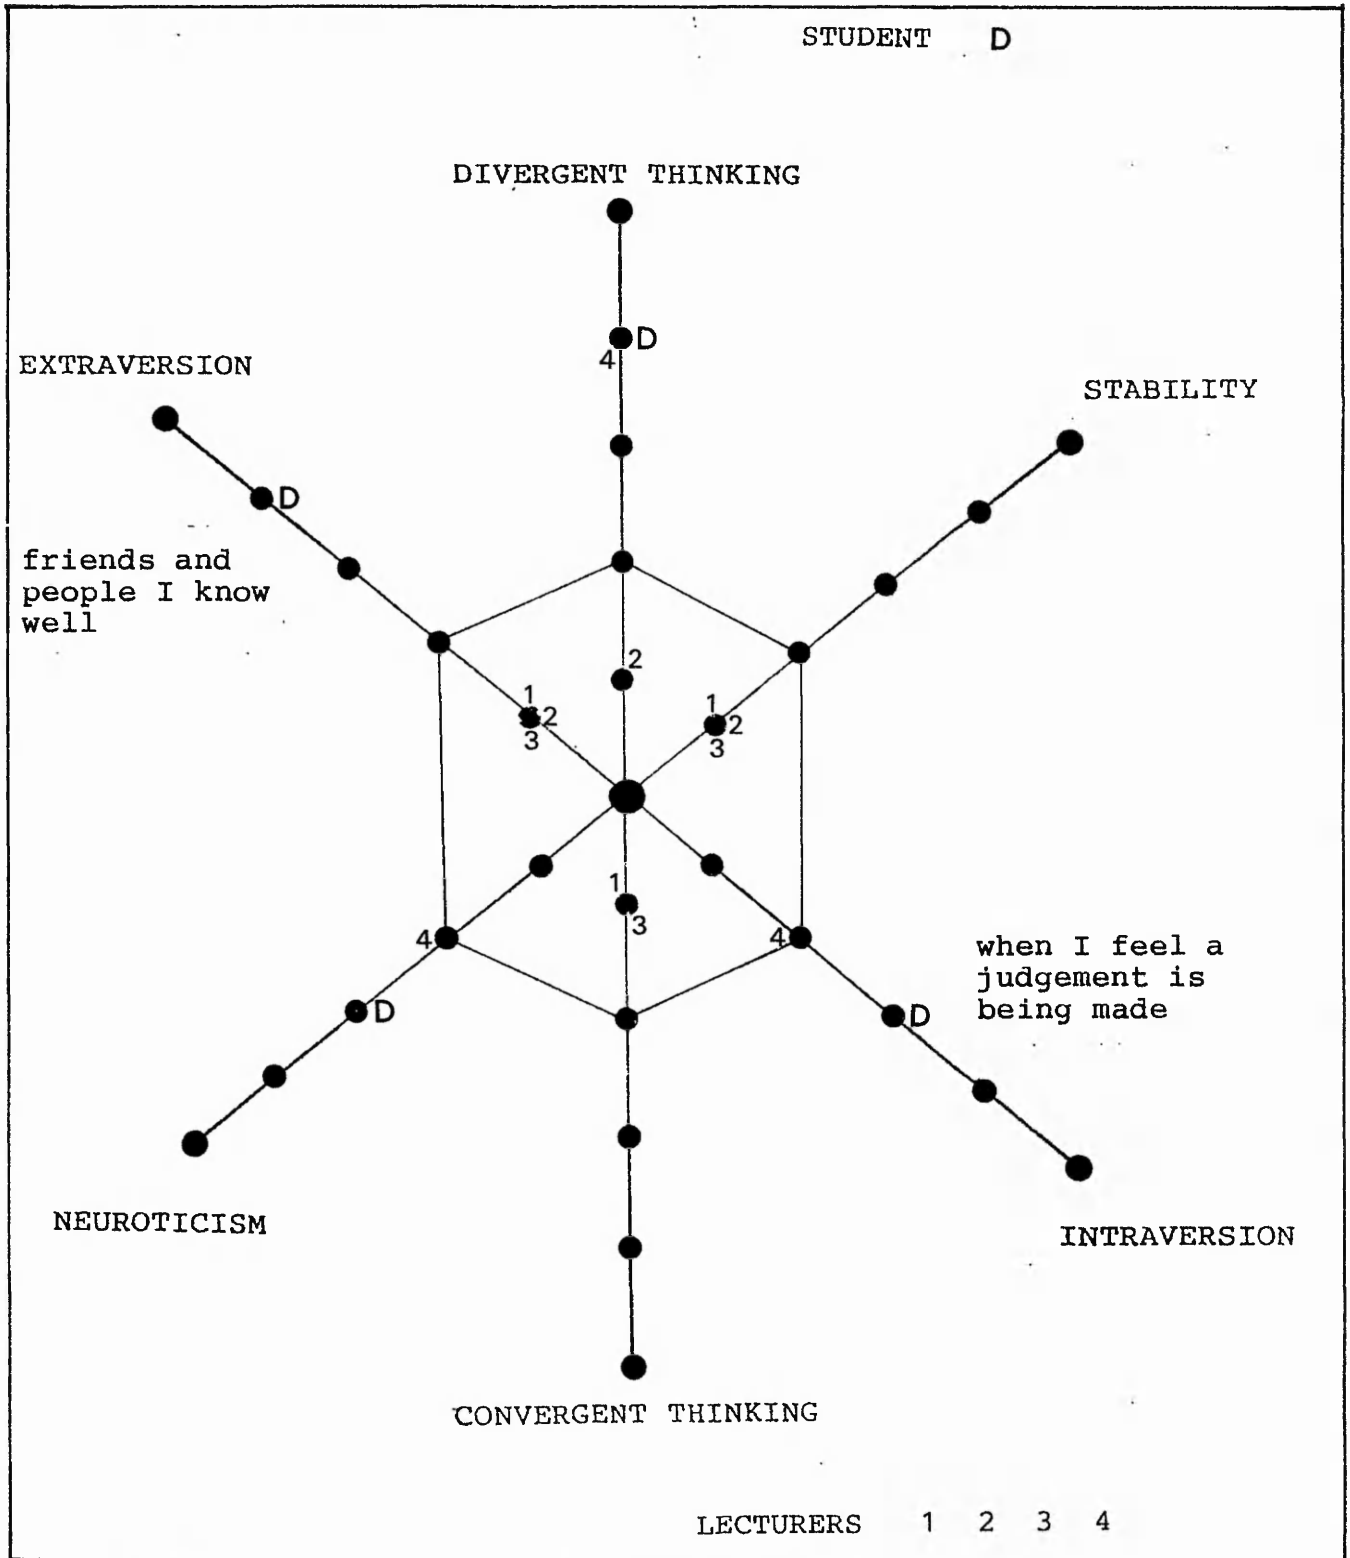 STUDENT D
DIVERGENT THINKING
D
4
EXTRAVERSION
STABILITY
D
friends and
people I know
well
2
1
2
3
1
2
3
1
3
4
4
when I feel a
judgement is
being made
D
D
NEUROTICISM
INTRAVERSION
CONVERGENT THINKING
LECTURERS 1 2 3 4